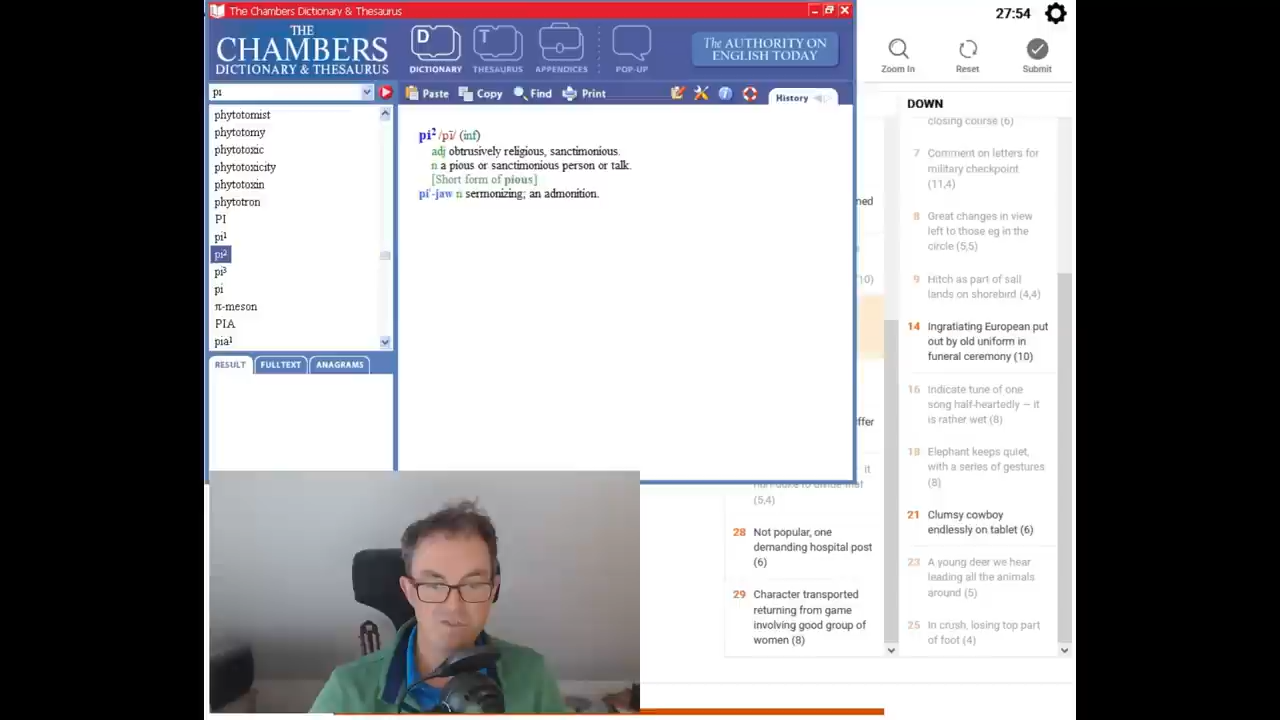 The Chambers Dictionary & Thesaurus
THE
CHAMBERS
DICTIONARY & THESAURUS
D
DICTIONARY
T
THESAURUS
APPENDICES
POP-UP
The AUTHORITY ON
ENGLISH TODAY
pi
Paste
Copy
Find
Print
History
phytotomist
phytotomy
phytotoxic
phytotoxicity
phytotoxin
phytotron
PI
pi¹
pi²
pi³
pi
π-meson
PIA
pia¹
RESULT
FULLTEXT
ANAGRAMS
pi² /pī/ (inf)
adj obtrusively religious, sanctimonious.
n a pious or sanctimonious person or talk.
[Short form of pious]
pī'-jaw n sermonizing; an admonition.
27:54
Zoom In
Reset
Submit
ned
10)
ffer
it
to divide that
(5,4)
28 Not popular, one
demanding hospital post
(6)
29 Character transported
returning from game
involving good group of
women (8)
DOWN
closing course (6)
7 Comment on letters for
military checkpoint
(11,4)
8 Great changes in view
left to those eg in the
circle (5,5)
9 Hitch as part of sail
lands on shorebird (4,4)
14 Ingratiating European put
out by old uniform in
funeral ceremony (10)
16 Indicate tune of one
song half-heartedly – it
is rather wet (8)
18 Elephant keeps quiet,
with a series of gestures
(8)
21 Clumsy cowboy
endlessly on tablet (6)
23 A young deer we hear
leading all the animals
around (5)
25 In crush, losing top part
of foot (4)